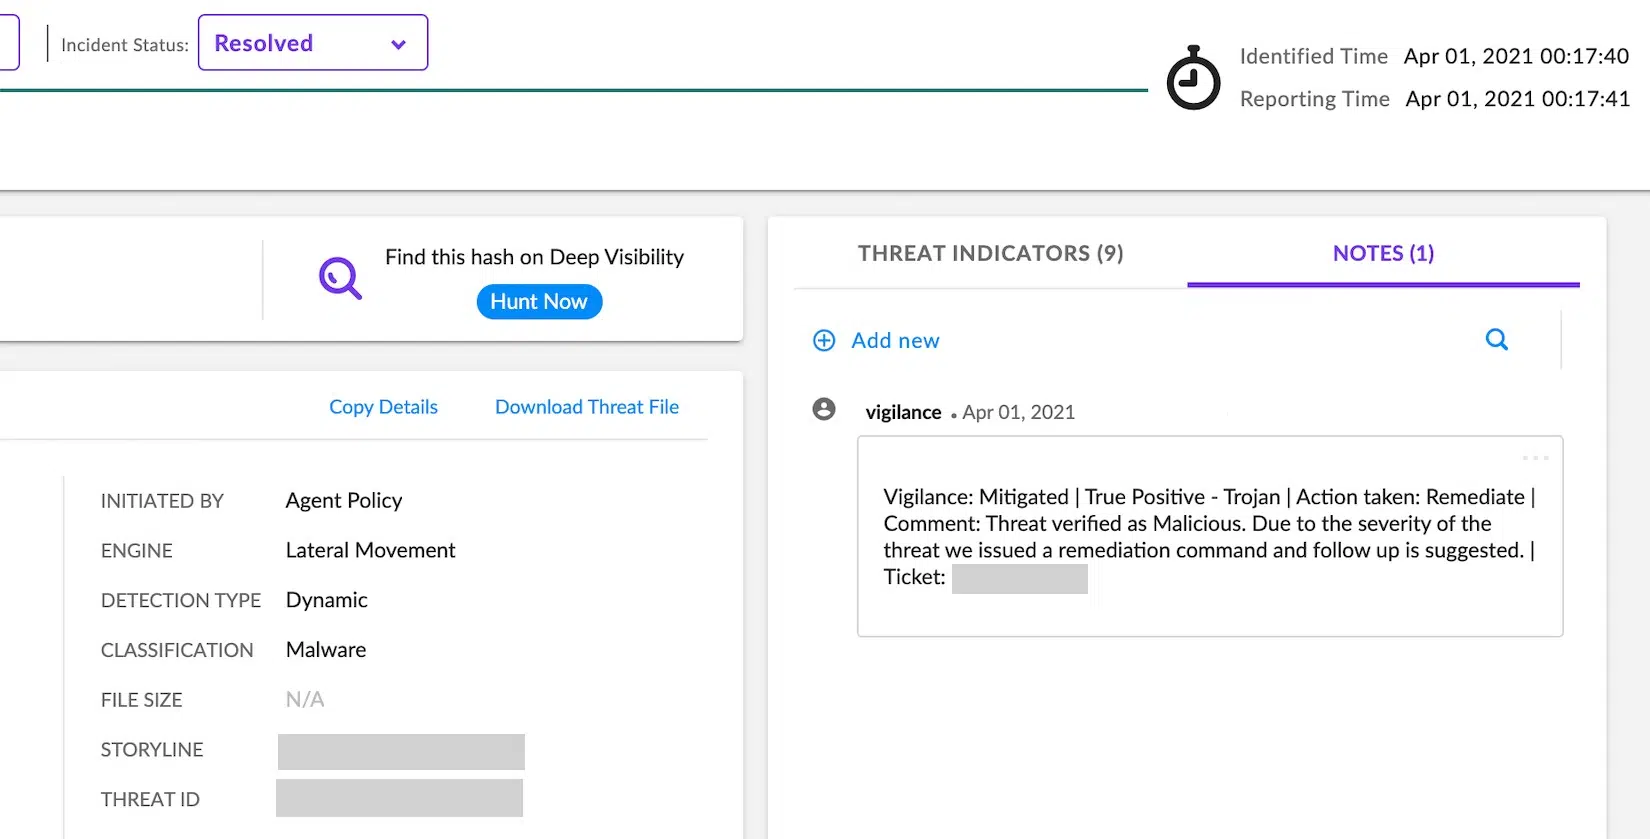 Incident Status: Resolved
Identified Time Apr 01, 2021 00:17:40
Reporting Time Apr 01, 2021 00:17:41
Find this hash on Deep Visibility
Hunt Now
Copy Details Download Threat File
INITIATED BY Agent Policy
ENGINE Lateral Movement
DETECTION TYPE Dynamic
CLASSIFICATION Malware
FILE SIZE N/A
STORYLINE
THREAT ID
THREAT INDICATORS (9) NOTES (1)
Add new
vigilance • Apr 01, 2021
Vigilance: Mitigated | True Positive - Trojan | Action taken: Remediate |
Comment: Threat verified as Malicious. Due to the severity of the
threat we issued a remediation command and follow up is suggested. |
Ticket: